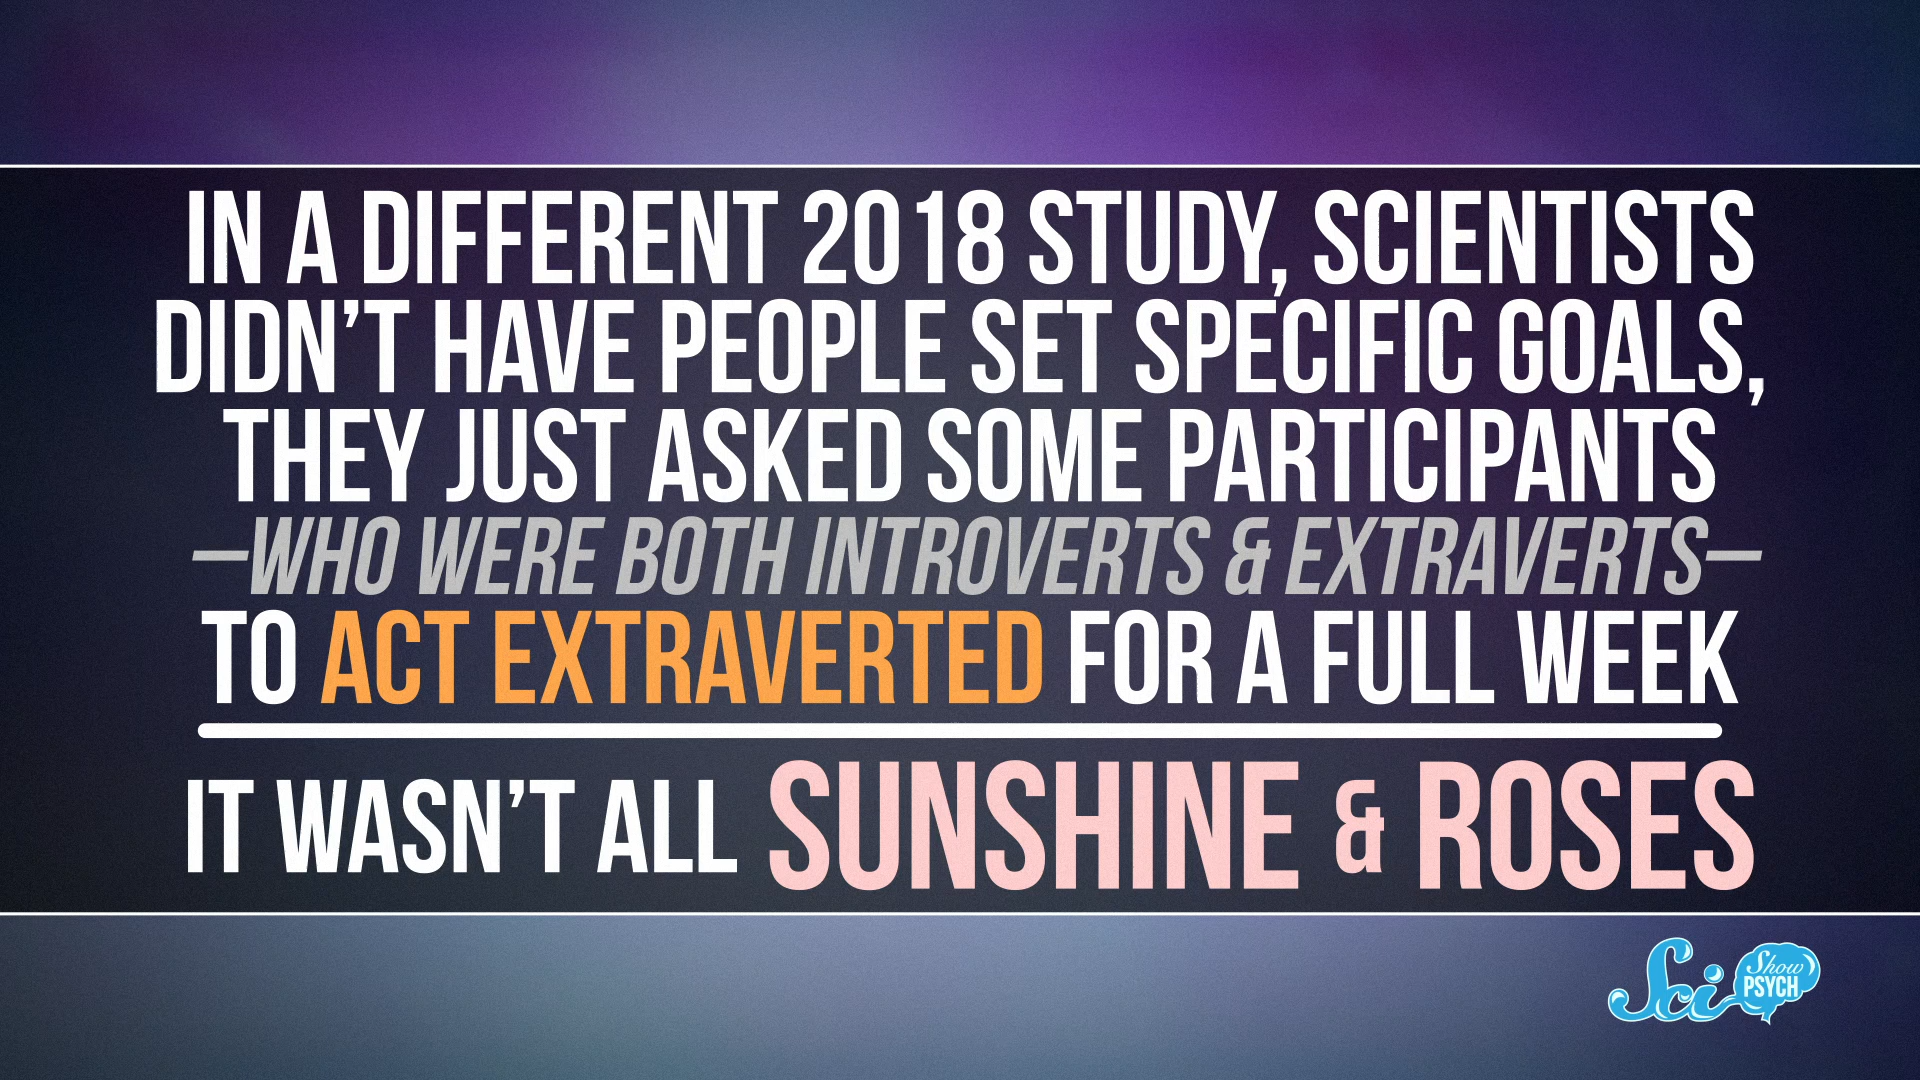 IN A DIFFERENT 2018 STUDY, SCIENTISTS
DIDN’T HAVE PEOPLE SET SPECIFIC GOALS,
THEY JUST ASKED SOME PARTICIPANTS
—WHO WERE BOTH INTROVERTS & EXTRAVERTS—
TO ACT EXTRAVERTED FOR A FULL WEEK
IT WASN’T ALL SUNSHINE & ROSES
Sci Show
PSYCH